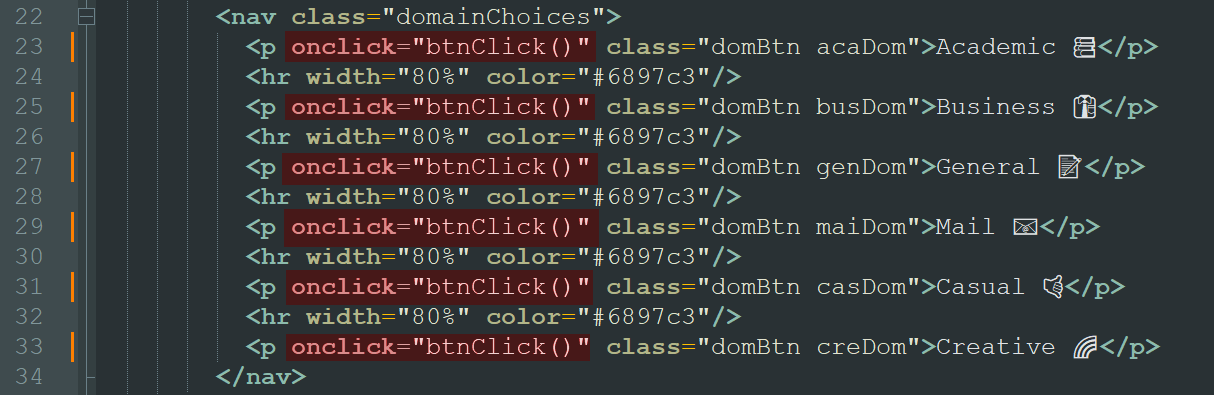 22 <nav class="domainChoices">
23 <p onclick="btnClick()" class="domBtn acaDom">Academic 📚</p>
24 <hr width="80%" color="#6897c3"/>
25 <p onclick="btnClick()" class="domBtn busDom">Business 👔</p>
26 <hr width="80%" color="#6897c3"/>
27 <p onclick="btnClick()" class="domBtn genDom">General 📝</p>
28 <hr width="80%" color="#6897c3"/>
29 <p onclick="btnClick()" class="domBtn maiDom">Mail ✉</p>
30 <hr width="80%" color="#6897c3"/>
31 <p onclick="btnClick()" class="domBtn casDom">Casual 👍</p>
32 <hr width="80%" color="#6897c3"/>
33 <p onclick="btnClick()" class="domBtn creDom">Creative 🌈</p>
34 </nav>